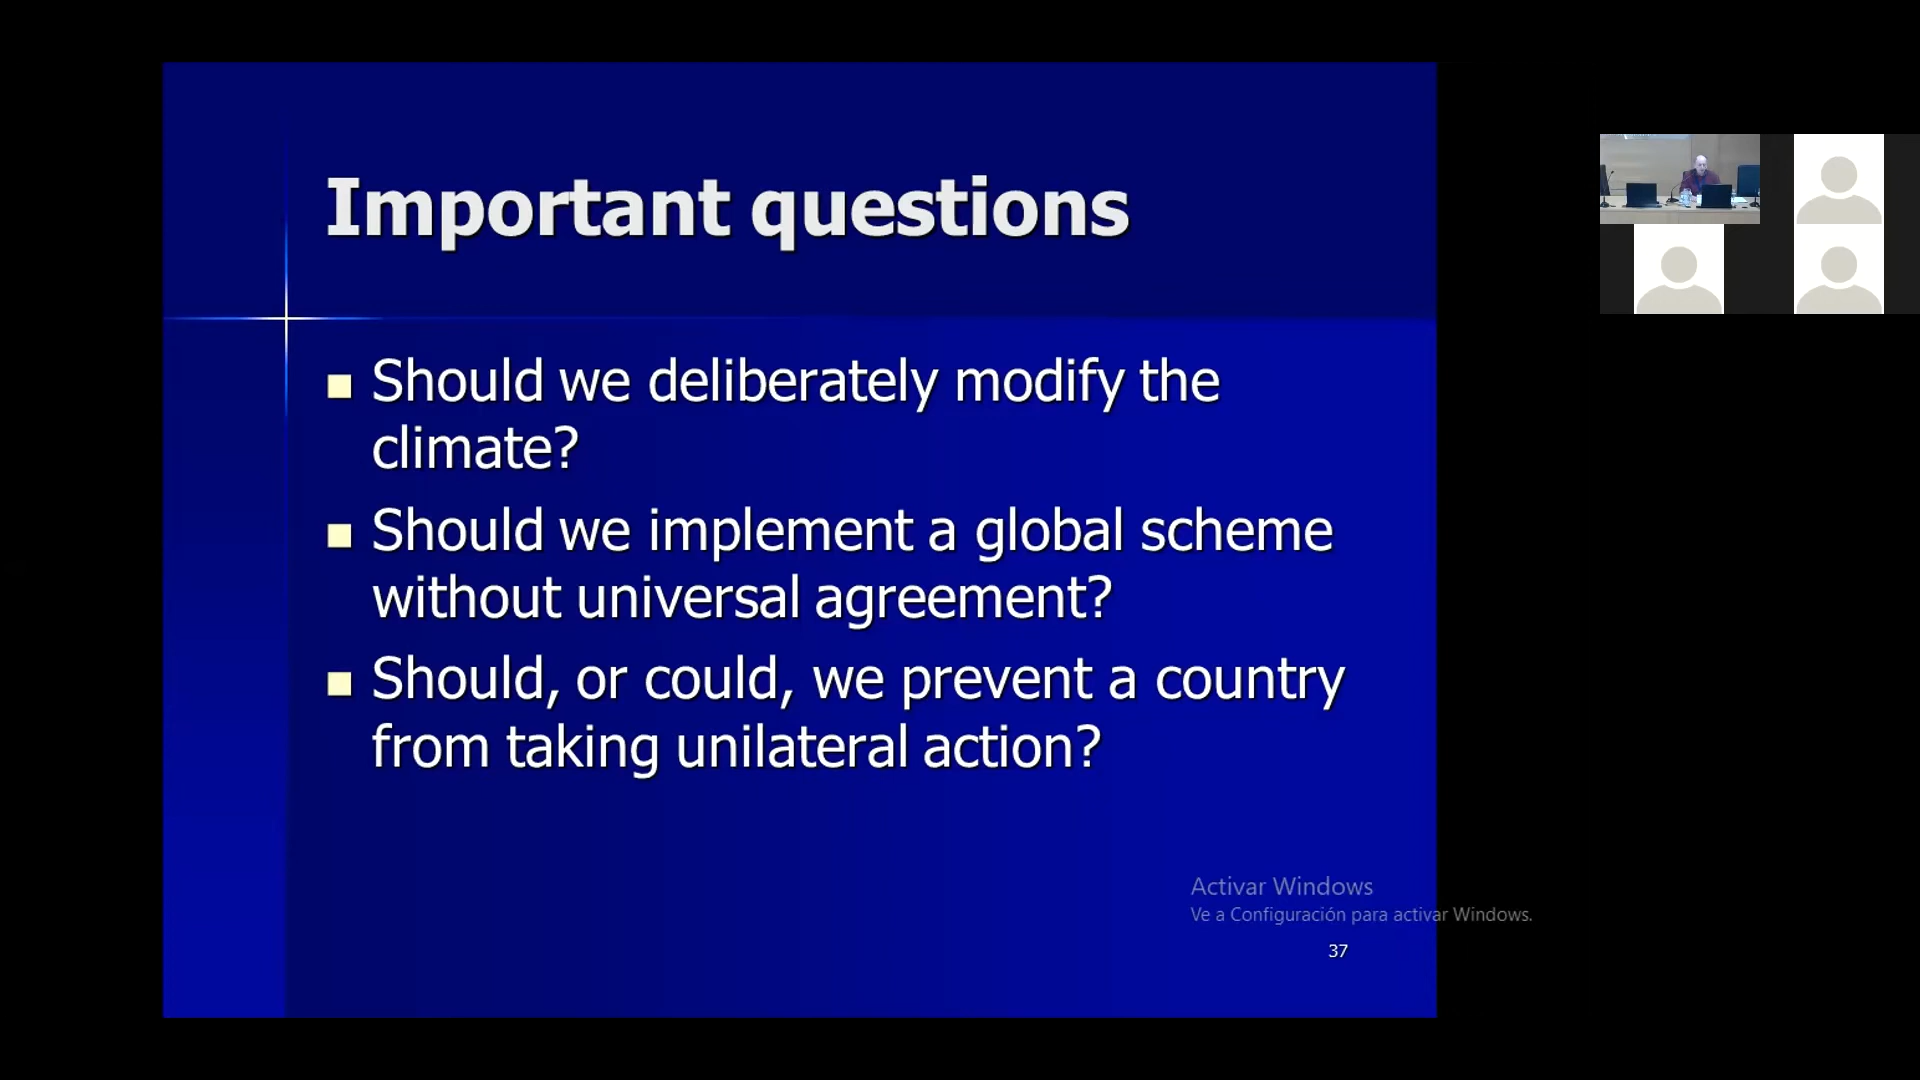 Important questions
Should we deliberately modify the
climate?
Should we implement a global scheme
without universal agreement?
Should, or could, we prevent a country
from taking unilateral action?
Activar Windows
Ve a Configuración para activar Windows.
37